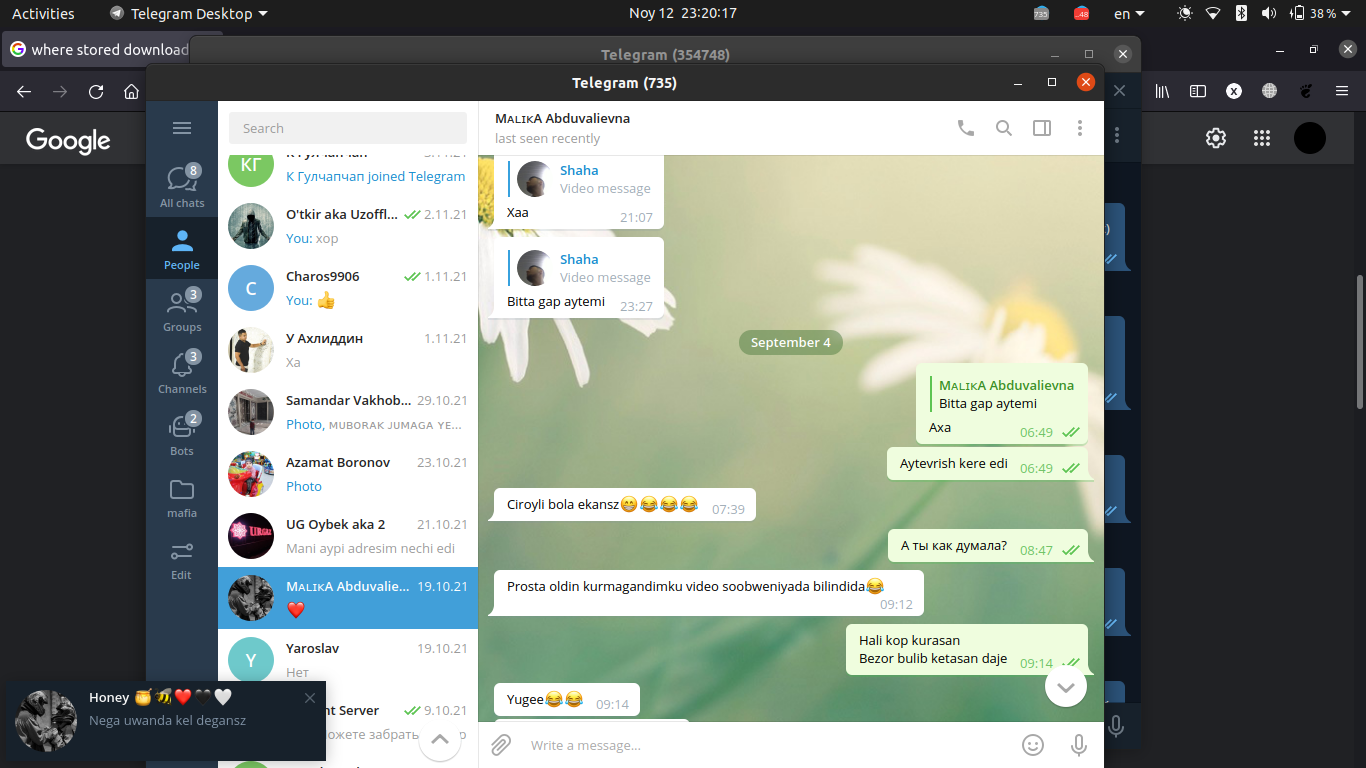 Activities
Telegram Desktop
Noy 12 23:20:17
735
..48
en
38 %
where stored download
Telegram (354748)
Telegram (735)
Google
Search
MᴀʟɪᴋA Abduvalievna
last seen recently
8
All chats
People
3
Groups
3
Channels
2
Bots
mafia
Edit
КГ
К Гулчапчап joined Telegram
O'tkir aka Uzoffl...
2.11.21
You: xop
C
Charos9906
1.11.21
You: 👍
У Ахлиддин
1.11.21
Ха
Samandar Vakhob...
29.10.21
Photo, ᴍᴜʙᴏʀᴀᴋ ᴊᴜᴍᴀɢᴀ ʏᴇ...
Azamat Boronov
23.10.21
Photo
UG Oybek aka 2
21.10.21
Mani aypi adresim nechi edi
MᴀʟɪᴋA Abduvalie...
19.10.21
❤️
Y
Yaroslav
19.10.21
Нет
nt Server
9.10.21
ожете забрать
Shaha
Video message
Xaa
21:07
Shaha
Video message
Bitta gap aytemi
23:27
September 4
MᴀʟɪᴋA Abduvalievna
Bitta gap aytemi
Axa
06:49
Aytevrish kere edi
06:49
Ciroyli bola ekansz😁😂😂😂
07:39
А ты как думала?
08:47
Prosta oldin kurmagandimku video soobweniyada bilindida😂
09:12
Hali kop kurasan
Bezor bulib ketasan daje
09:14
Yugee😂😂
09:14
Write a message...
Honey 🍯🐝❤️🖤🤍
Nega uwanda kel degansz